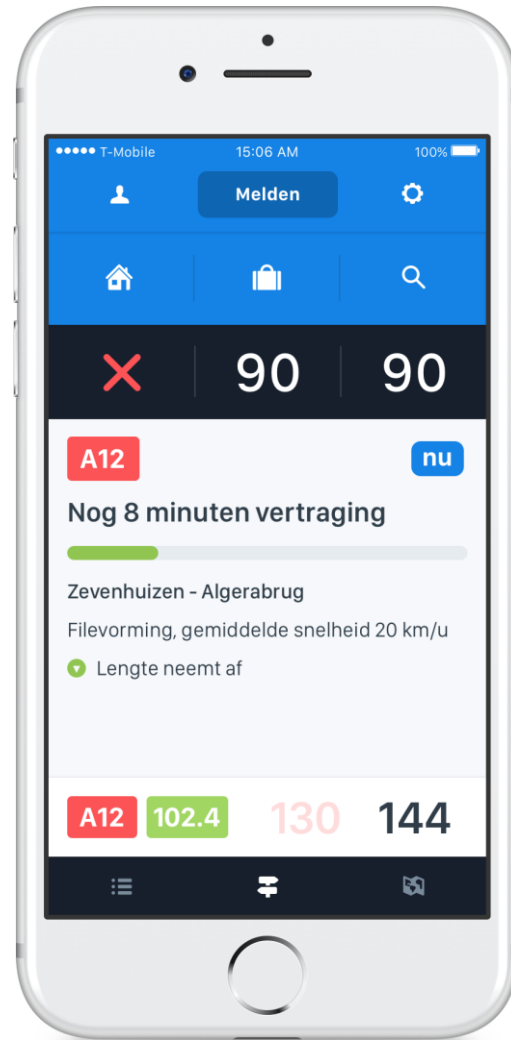 T-Mobile 15:06 AM 100%
Melden
90 90
A12 nu
Nog 8 minuten vertraging
Zevenhuizen - Algerabrug
Filevorming, gemiddelde snelheid 20 km/u
Lengte neemt af
A12 102.4 130 144